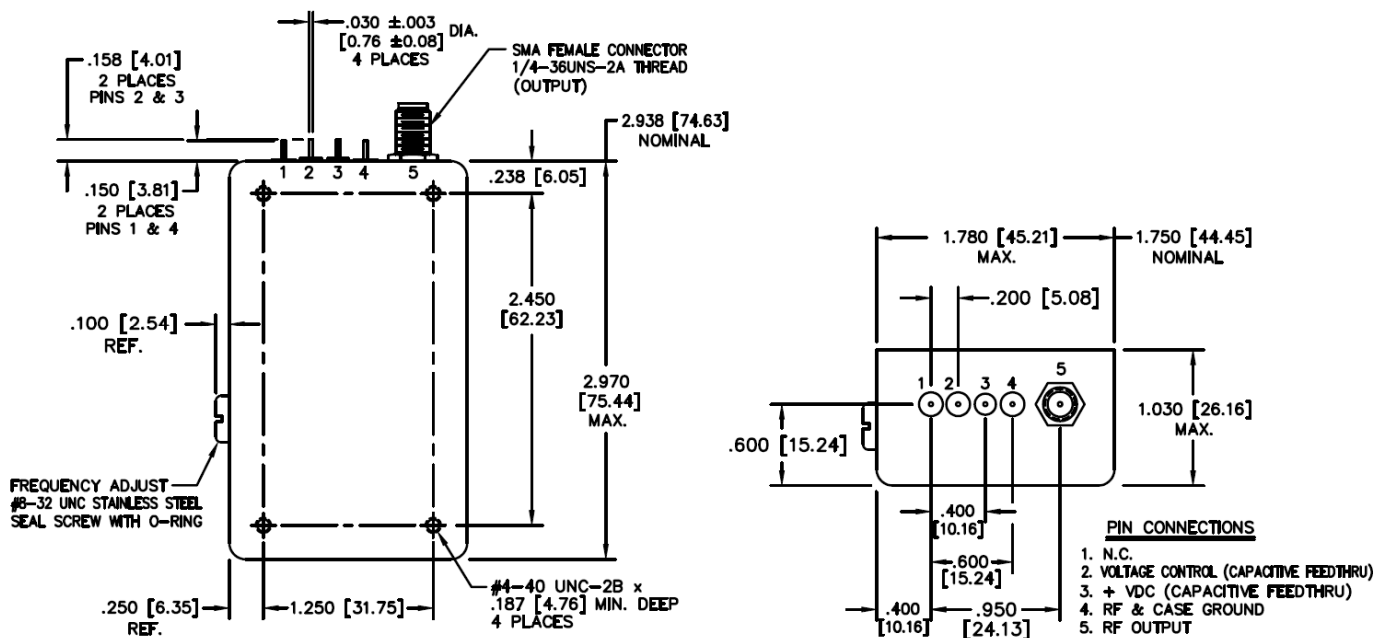 .030 ±.003
[0.76 ±0.08]
DIA.
4 PLACES
.158 [4.01]
2 PLACES
PINS 2 & 3
SMA FEMALE CONNECTOR
1/4-36UNS-2A THREAD
(OUTPUT)
2.938 [74.63]
NOMINAL
1 2 3 4 5
.238 [6.05]
.150 [3.81]
2 PLACES
PINS 1 & 4
2.450
[62.23]
.100 [2.54]
REF.
2.970
[75.44]
MAX.
FREQUENCY ADJUST
#8-32 UNC STAINLESS STEEL
SEAL SCREW WITH O-RING
#4-40 UNC-2B x
.187 [4.76] MIN. DEEP
4 PLACES
.250 [6.35]
REF.
1.250 [31.75]
1.780 [45.21]
MAX.
1.750 [44.45]
NOMINAL
.200 [5.08]
5
1 2 3 4
1.030 [26.16]
MAX.
.600 [15.24]
.400
[10.16]
.600
[15.24]
.400
[10.16]
.950
[24.13]
PIN CONNECTIONS
1. N.C.
2. VOLTAGE CONTROL (CAPACITIVE FEEDTHRU)
3. + VDC (CAPACITIVE FEEDTHRU)
4. RF & CASE GROUND
5. RF OUTPUT